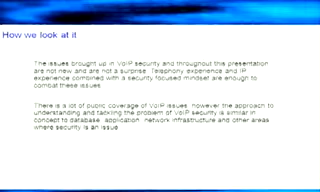 How we look at it
The issues brought up in VoIP security and throughout this presentation
are not new and are not a surprise. Telephony experience and IP
experience combined with a security focused mindset are enough to
combat these issues.
There is a lot of public coverage of VoIP issues, however the approach to
understanding and tackling the problem of VoIP security is similar in
concept to database, application, network infrastructure and other areas
where security is an issue.